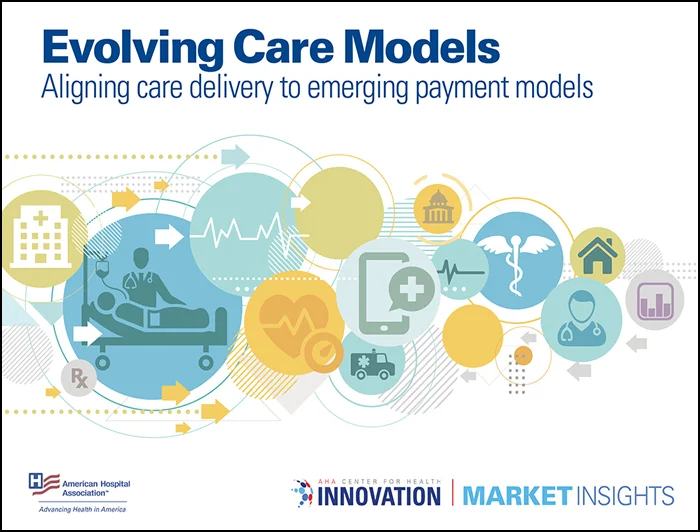 Evolving Care Models
Aligning care delivery to emerging payment models
Rx
H
American Hospital
Association™
Advancing Health in America
AHA CENTER FOR HEALTH
INNOVATION
MARKET INSIGHTS